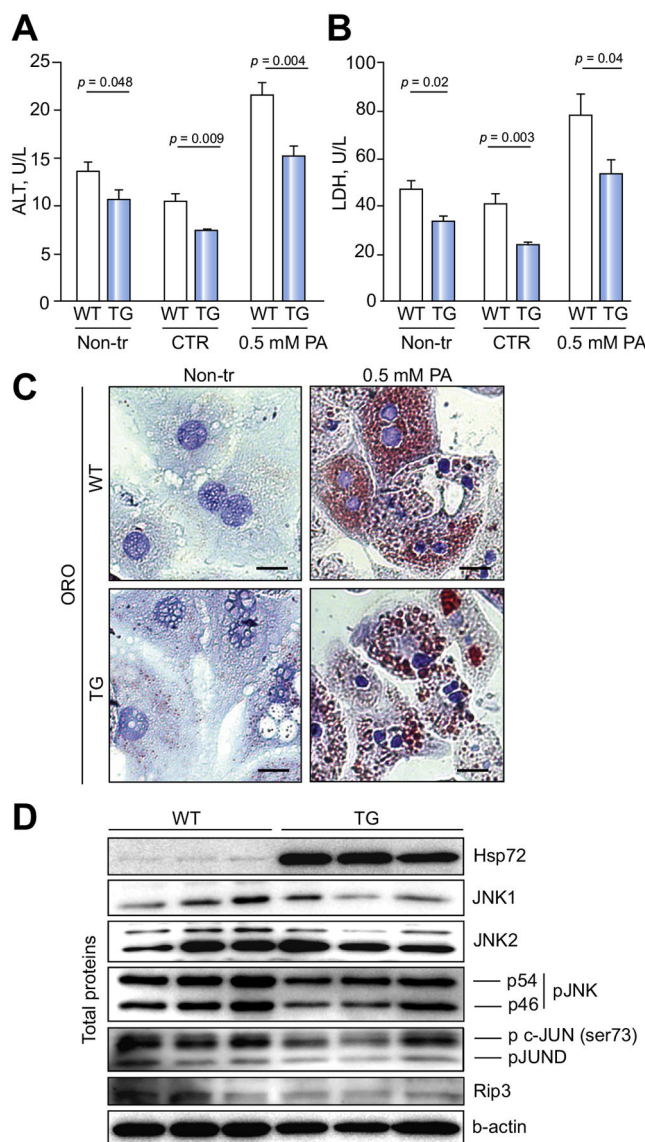 A
B
25
20
15
10
5
0
ALT, U/L
p = 0.048
p = 0.009
p = 0.004
WT TG WT TG WT TG
Non-tr CTR 0.5 mM PA
100
80
60
40
20
0
LDH, U/L
p = 0.02
p = 0.003
p = 0.04
WT TG WT TG WT TG
Non-tr CTR 0.5 mM PA
C
Non-tr 0.5 mM PA
WT
ORO
TG
D
WT TG
Total proteins
Hsp72
JNK1
JNK2
p54
pJNK
p46
p c-JUN (ser73)
pJUND
Rip3
b-actin